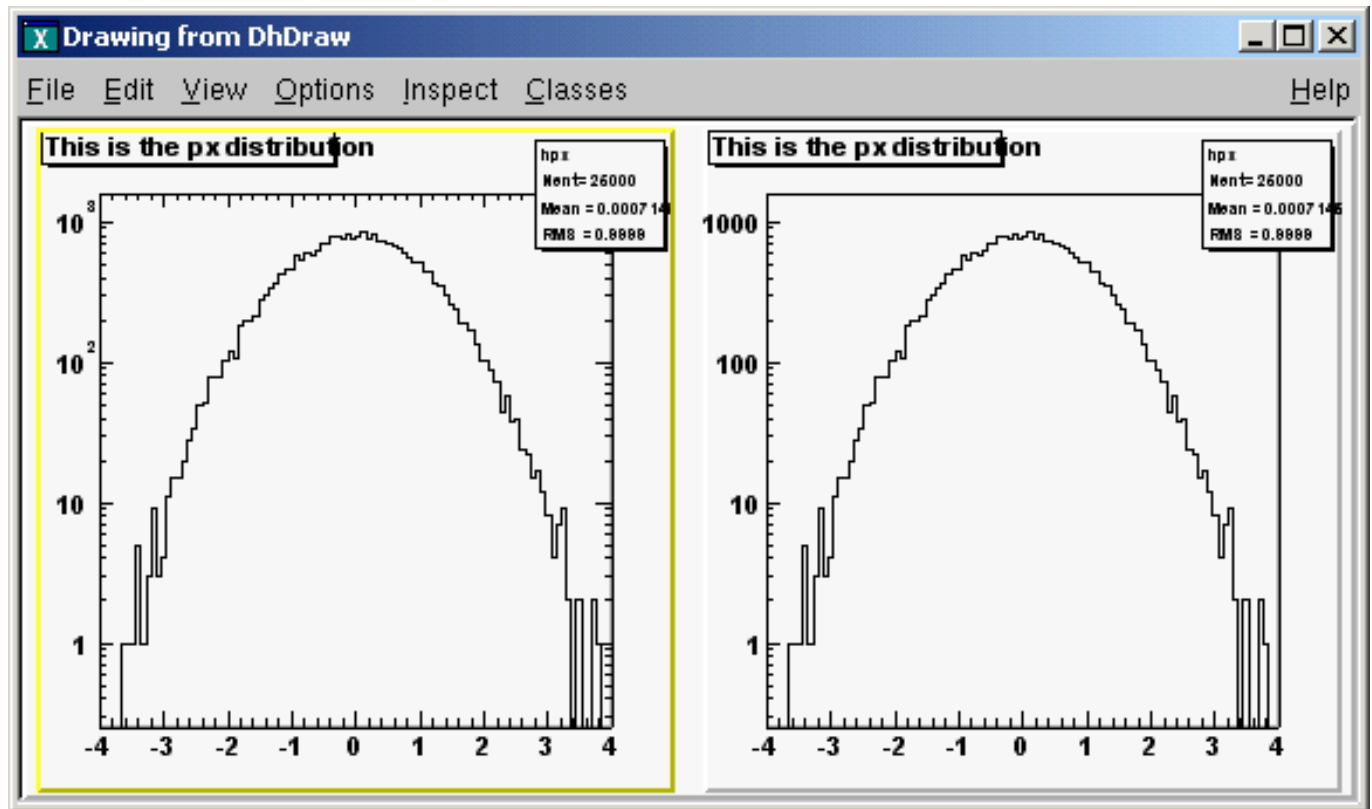 Drawing from DhDraw
File Edit View Options Inspect Classes Help
This is the px distribution
hpx
Nent= 25000
Mean =0.000714
RMS =0.9999
10³
10²
10
1
-4 -3 -2 -1 0 1 2 3 4
This is the px distribution
hpx
Nent= 25000
Mean =0.000714
RMS =0.9999
1000
100
10
1
-4 -3 -2 -1 0 1 2 3 4